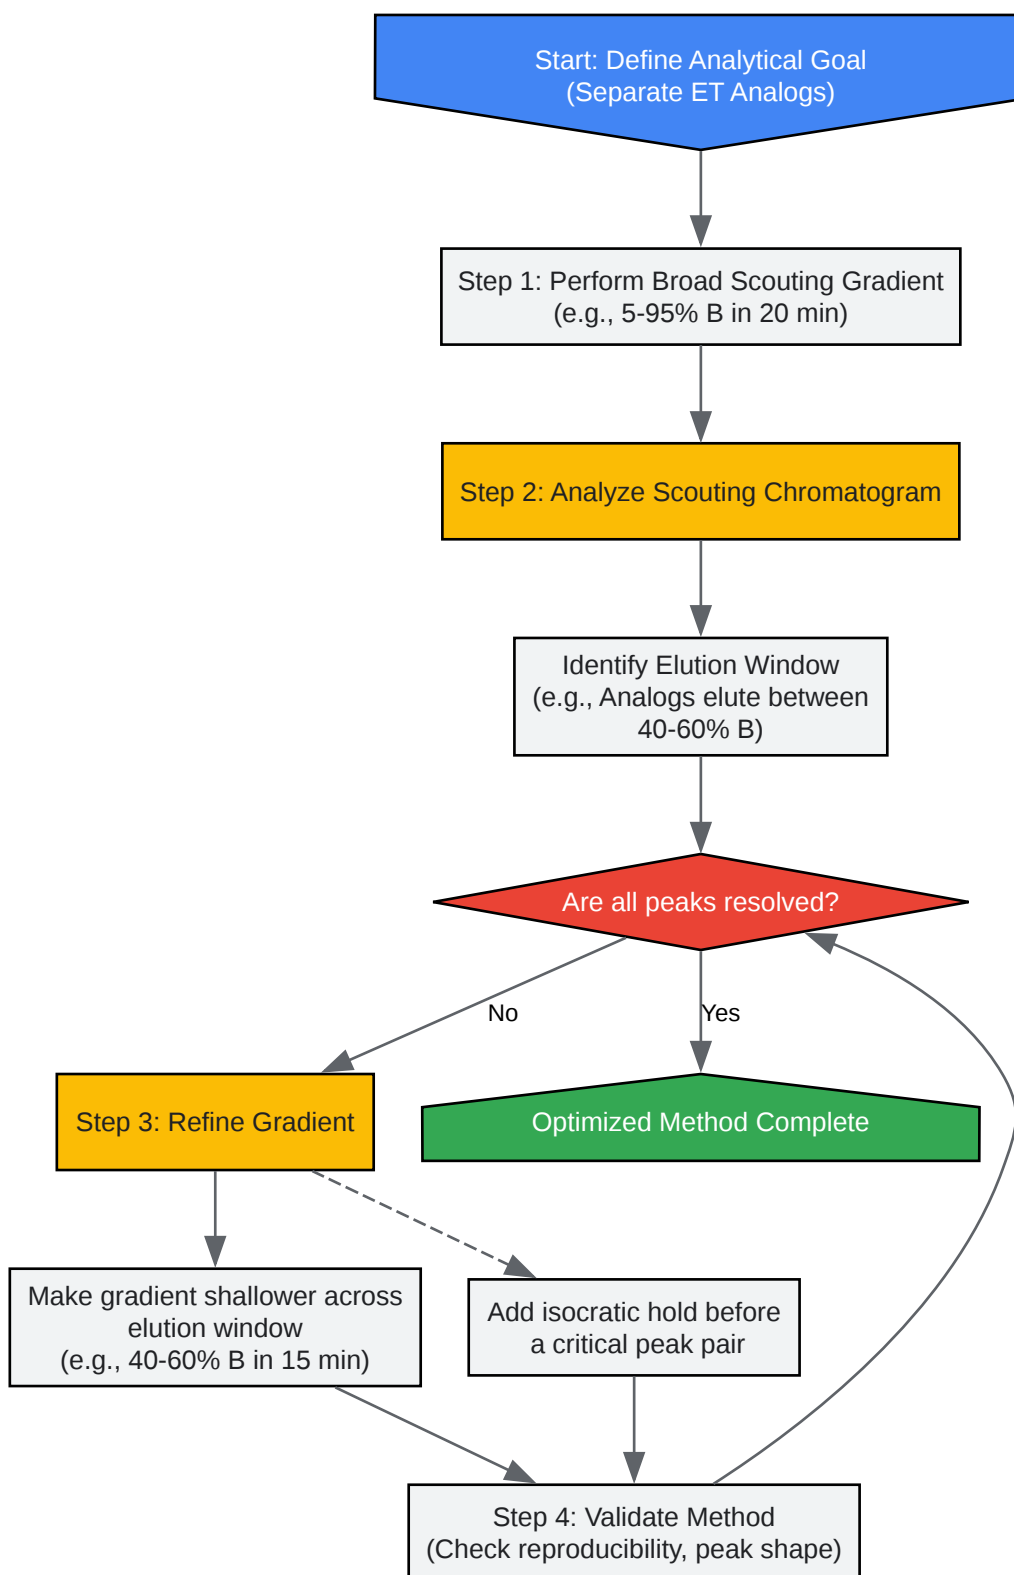 Start: Define Analytical Goal
(Separate ET Analogs)
Step 1: Perform Broad Scouting Gradient
(e.g., 5-95% B in 20 min)
Step 2: Analyze Scouting Chromatogram
Identify Elution Window
(e.g., Analogs elute between
40-60% B)
Are all peaks resolved?
No
Yes
Step 3: Refine Gradient
Optimized Method Complete
Make gradient shallower across
elution window
(e.g., 40-60% B in 15 min)
Add isocratic hold before
a critical peak pair
Step 4: Validate Method
(Check reproducibility, peak shape)